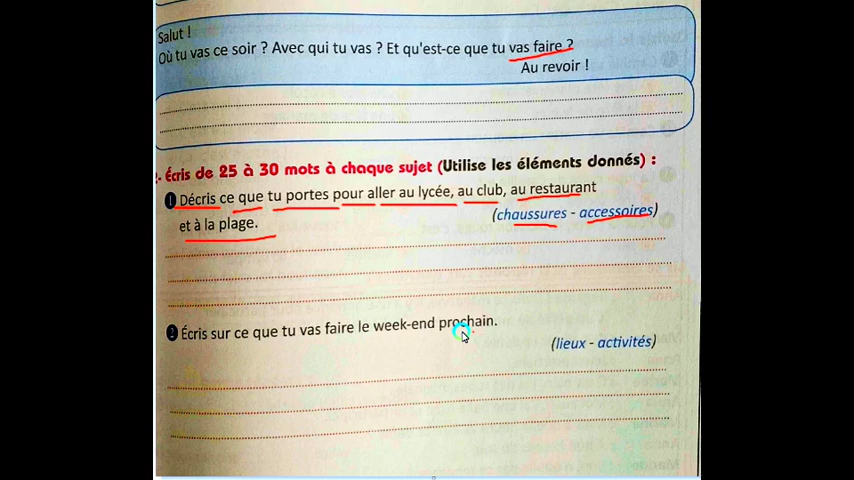 Salut !
Où tu vas ce soir ? Avec qui tu vas ? Et qu'est-ce que tu vas faire ?
Au revoir !
2- Écris de 25 à 30 mots à chaque sujet (Utilise les éléments donnés) :
1 Décris ce que tu portes pour aller au lycée, au club, au restaurant
et à la plage.
(chaussures - accessoires)
2 Écris sur ce que tu vas faire le week-end prochain.
(lieux - activités)